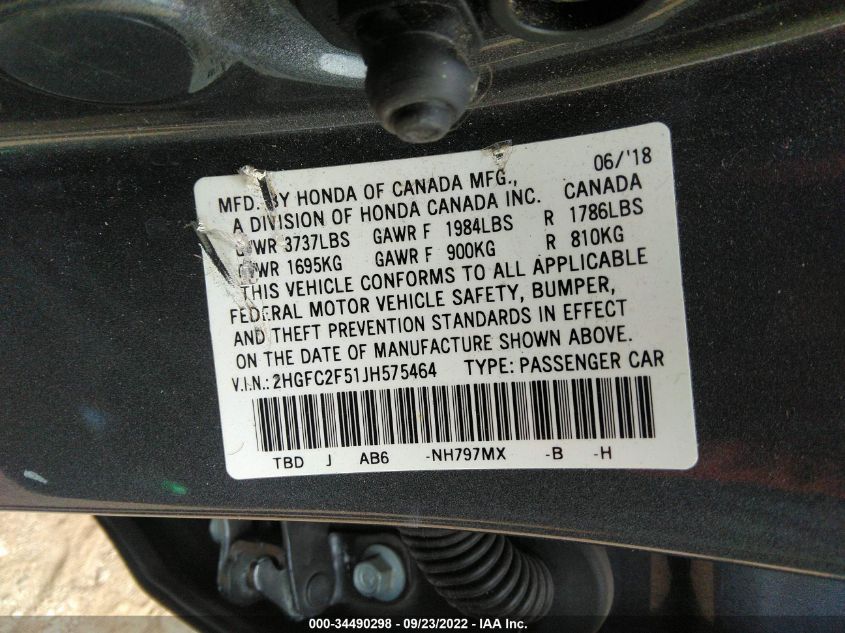 06/'18
MFD. BY HONDA OF CANADA MFG.,
A DIVISION OF HONDA CANADA INC. CANADA
3737LBS GAWR F 1984LBS R 1786LBS
1695KG GAWR F 900KG R 810KG
THIS VEHICLE CONFORMS TO ALL APPLICABLE
FEDERAL MOTOR VEHICLE SAFETY, BUMPER,
AND THEFT PREVENTION STANDARDS IN EFFECT
ON THE DATE OF MANUFACTURE SHOWN ABOVE.
V.I.N.: 2HGFC2F51JH575464 TYPE: PASSENGER CAR
TBD J AB6 -NH797MX -B -H
000-34490298 - 09/23/2022 - IAA Inc.